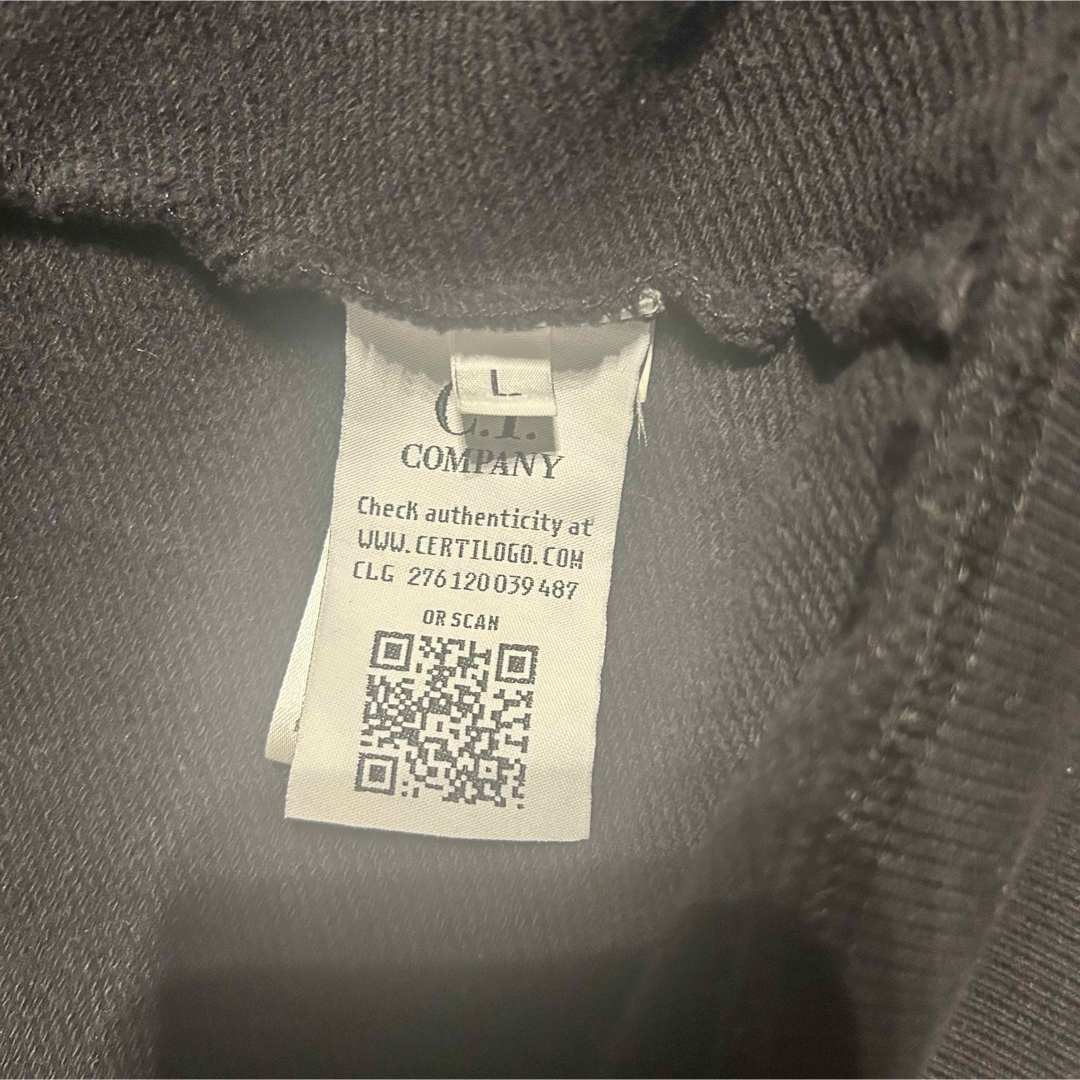 L
C.P.
COMPANY
Check authenticity at
WWW.CERTILOGO.COM
CLG 276120039487
OR SCAN